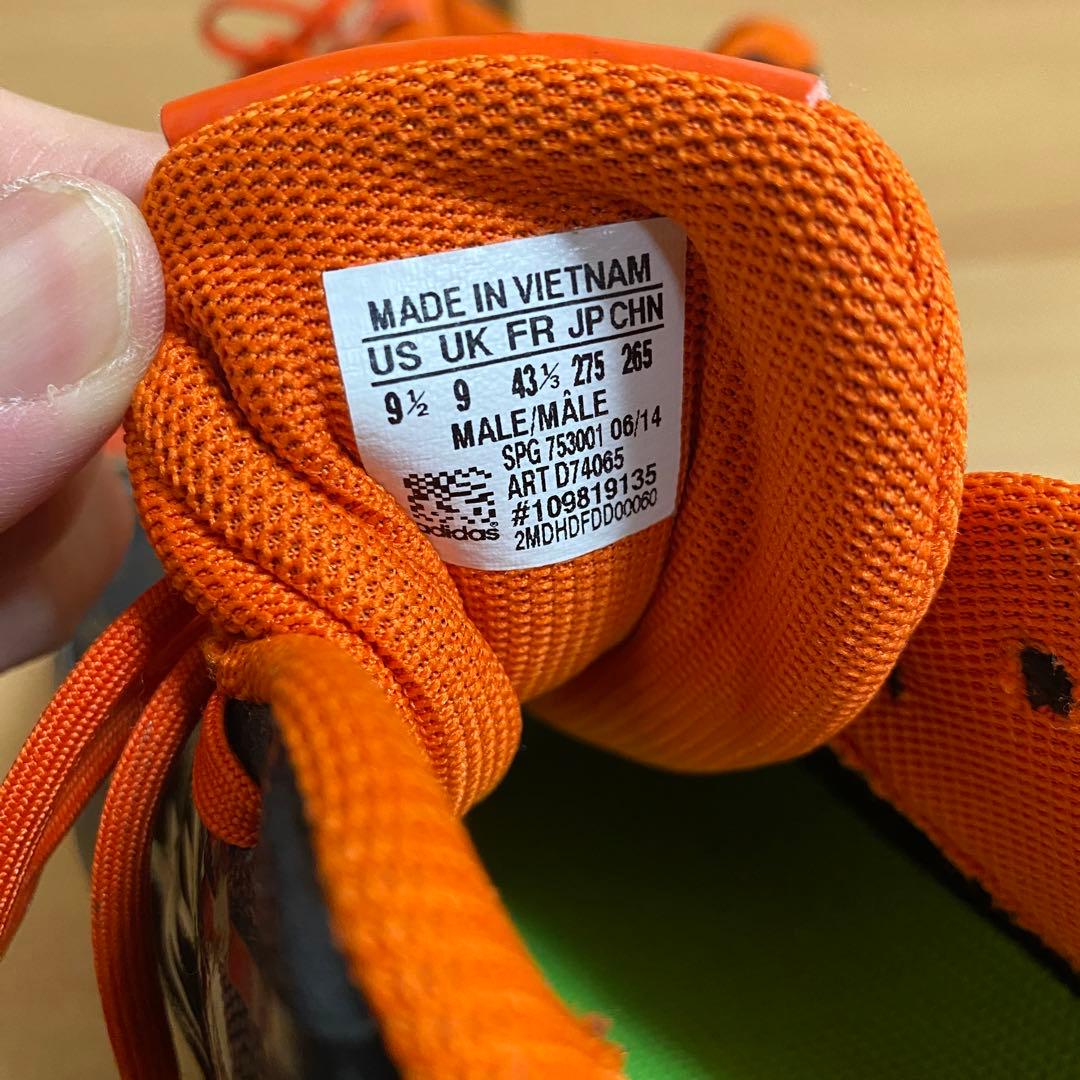 MADE IN VIETNAM
US UK FR JP CHN
9½ 9 43⅓ 275 265
MALE/MÂLE
SPG 753001 06/14
ART D74065
#109819135
adidas
2MDHDFDD00060